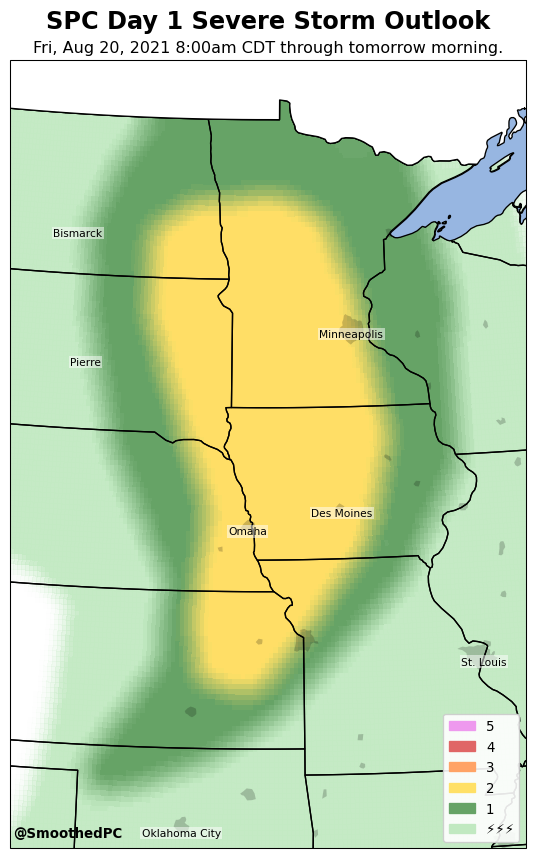 SPC Day 1 Severe Storm Outlook
Fri, Aug 20, 2021 8:00am CDT through tomorrow morning.
Bismarck
Minneapolis
Pierre
Des Moines
Omaha
St. Louis
5
4
3
2
1
⚡⚡⚡
@SmoothedPC
Oklahoma City